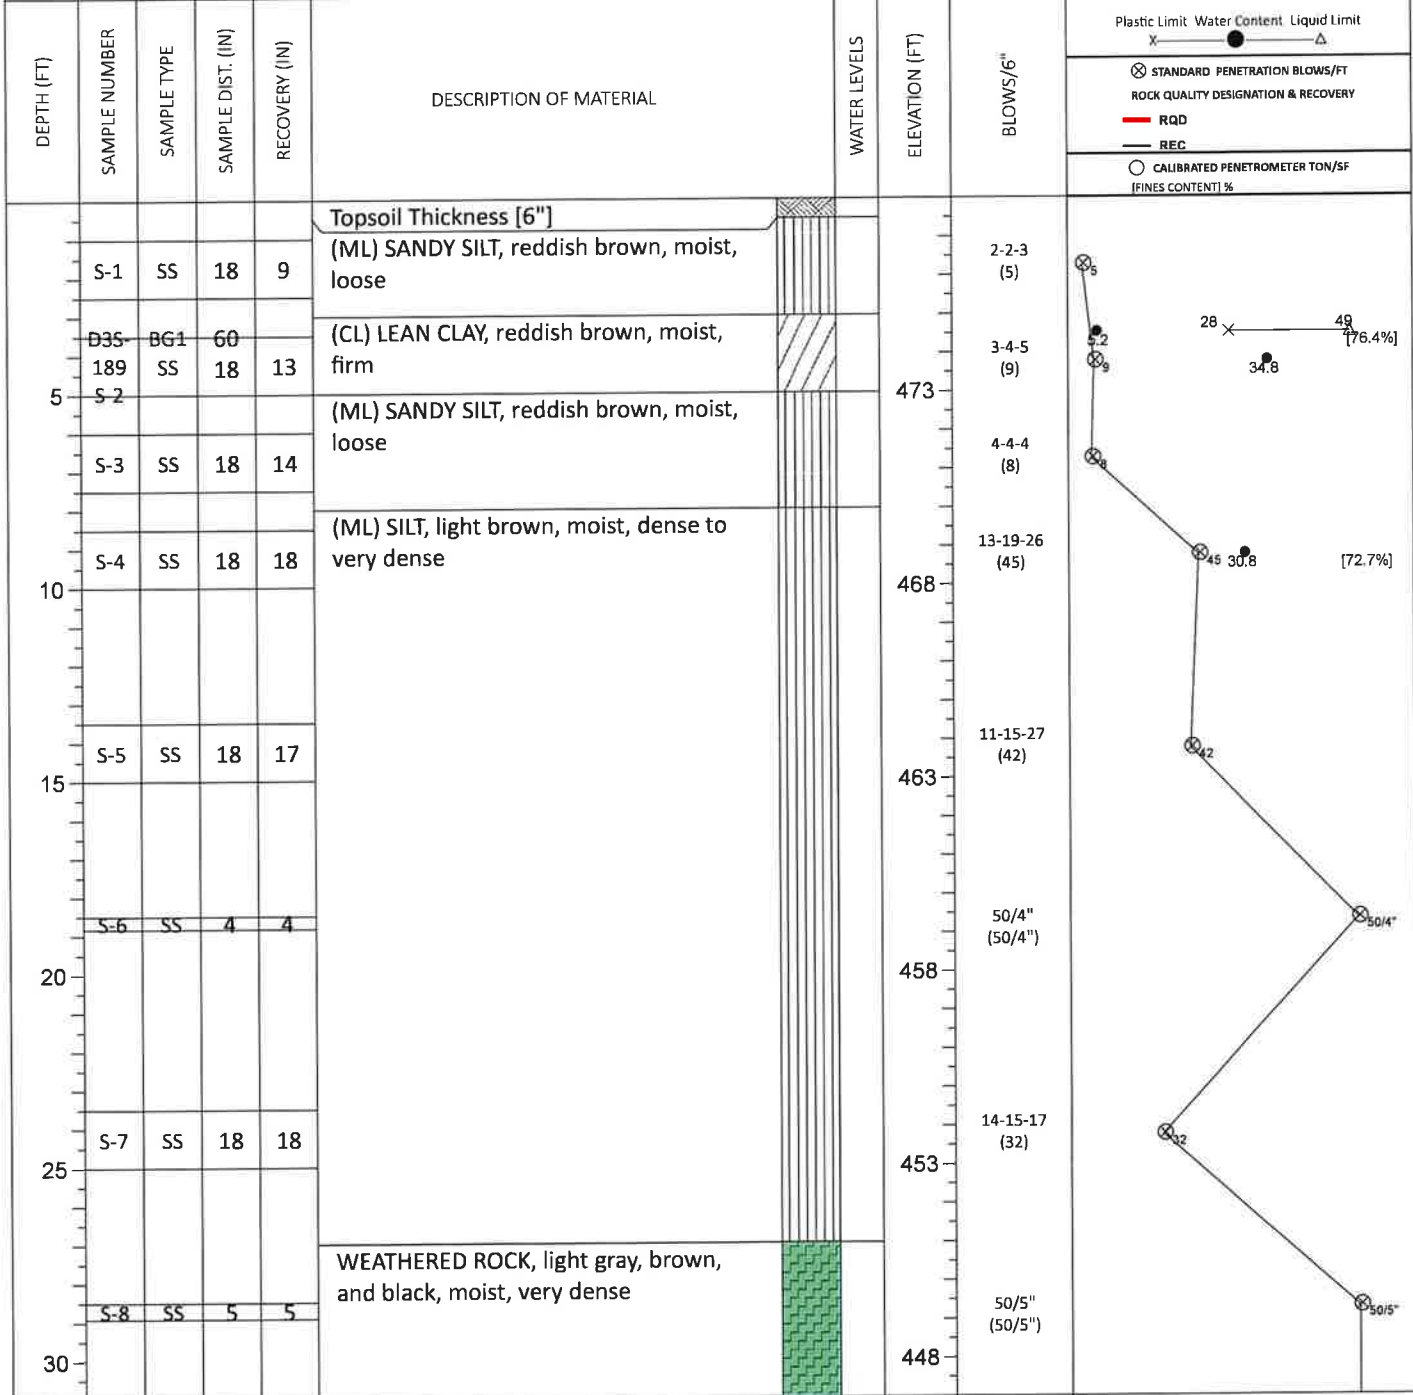 DEPTH (FT)
SAMPLE NUMBER
SAMPLE TYPE
SAMPLE DIST. (IN)
RECOVERY (IN)
DESCRIPTION OF MATERIAL
WATER LEVELS
ELEVATION (FT)
BLOWS/6"
Plastic Limit Water Content Liquid Limit
STANDARD PENETRATION BLOWS/FT
ROCK QUALITY DESIGNATION & RECOVERY
RQD
REC
CALIBRATED PENETROMETER TON/SF
[FINES CONTENT] %
Topsoil Thickness [6"]
(ML) SANDY SILT, reddish brown, moist,
loose
S-1 SS 18 9
2-2-3
(5)
5
(CL) LEAN CLAY, reddish brown, moist,
firm
D3S- BG1 60
189 SS 18 13
S-2
3-4-5
(9)
28 49
5.2
[76.4%]
9
34.8
5
473
(ML) SANDY SILT, reddish brown, moist,
loose
S-3 SS 18 14
4-4-4
(8)
8
(ML) SILT, light brown, moist, dense to
very dense
S-4 SS 18 18
13-19-26
(45)
45 30.8 [72.7%]
10
468
S-5 SS 18 17
11-15-27
(42)
42
15
463
S-6 SS 4 4
50/4"
(50/4")
50/4"
20
458
S-7 SS 18 18
14-15-17
(32)
32
25
453
WEATHERED ROCK, light gray, brown,
and black, moist, very dense
S-8 SS 5 5
50/5"
(50/5")
50/5"
30
448